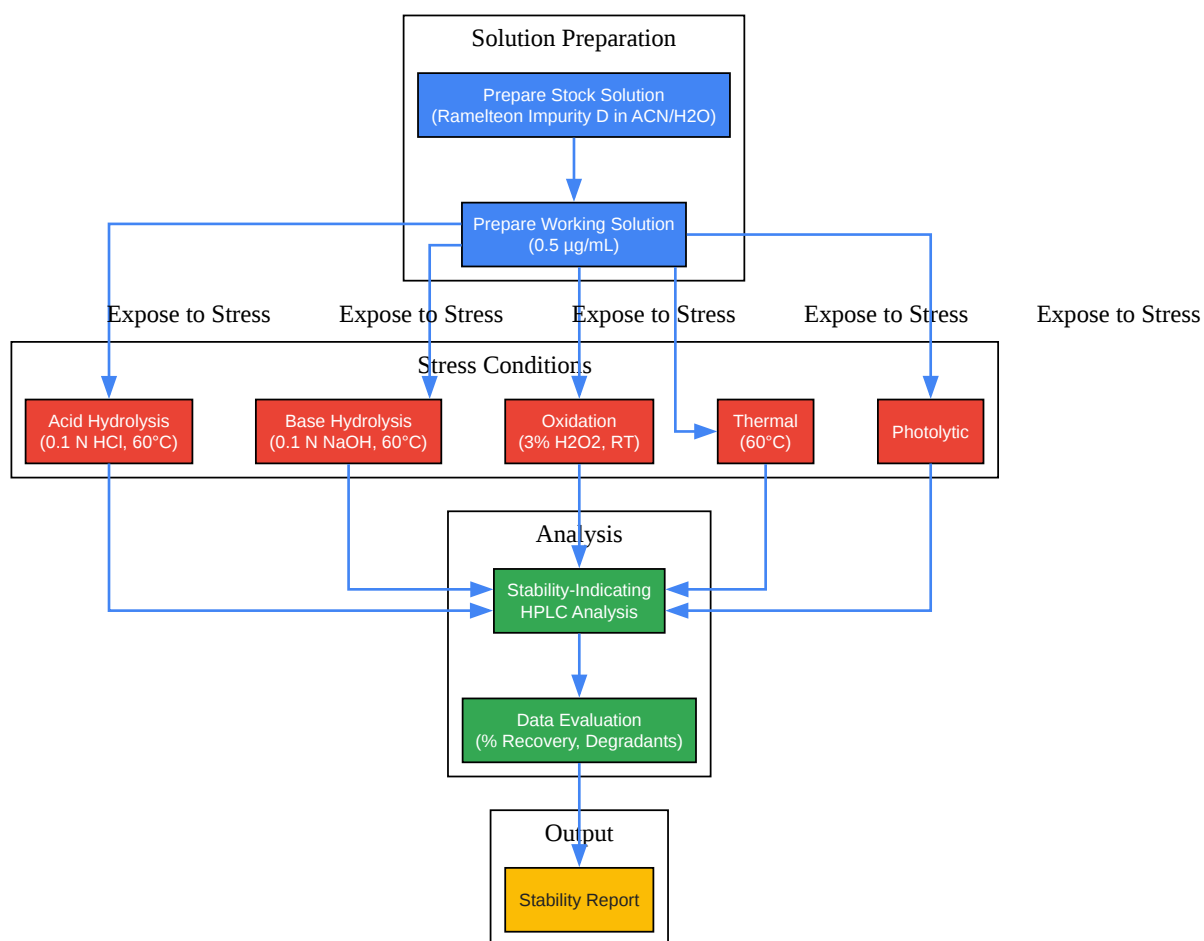 Solution Preparation
Prepare Stock Solution
(Ramelteon Impurity D in ACN/H2O)
Prepare Working Solution
(0.5 µg/mL)
Expose to Stress
Expose to Stress
Expose to Stress
Expose to Stress
Expose to Stress
Stress Conditions
Acid Hydrolysis
(0.1 N HCl, 60°C)
Base Hydrolysis
(0.1 N NaOH, 60°C)
Oxidation
(3% H2O2, RT)
Thermal
(60°C)
Photolytic
Analysis
Stability-Indicating
HPLC Analysis
Data Evaluation
(% Recovery, Degradants)
Output
Stability Report